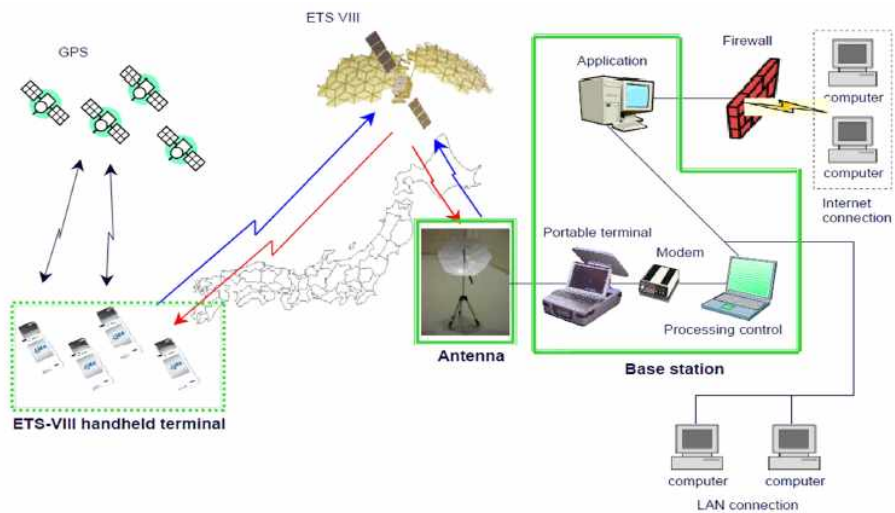 ETS VIII
GPS
Firewall
Application
computer
computer
Internet
connection
Portable terminal
Modem
Processing control
Antenna
Base station
ETS-VIII handheld terminal
computer
computer
LAN connection